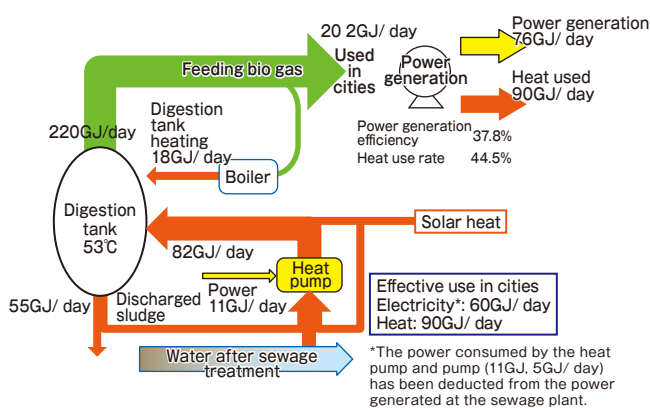 Power generation
76GJ/ day
20 2GJ/ day
Used
in
cities
Feeding bio gas
Power
generation
Heat used
90GJ/ day
Digestion
tank
heating
18GJ/ day
220GJ/day
Power generation
efficiency
37.8%
Heat use rate 44.5%
Boiler
Digestion
tank
53℃
Solar heat
82GJ/ day
Heat
pump
Power
11GJ/ day
55GJ/ day
Discharged
sludge
Effective use in cities
Electricity*: 60GJ/ day
Heat: 90GJ/ day
Water after sewage
treatment
*The power consumed by the heat
pump and pump (11GJ, 5GJ/ day)
has been deducted from the power
generated at the sewage plant.